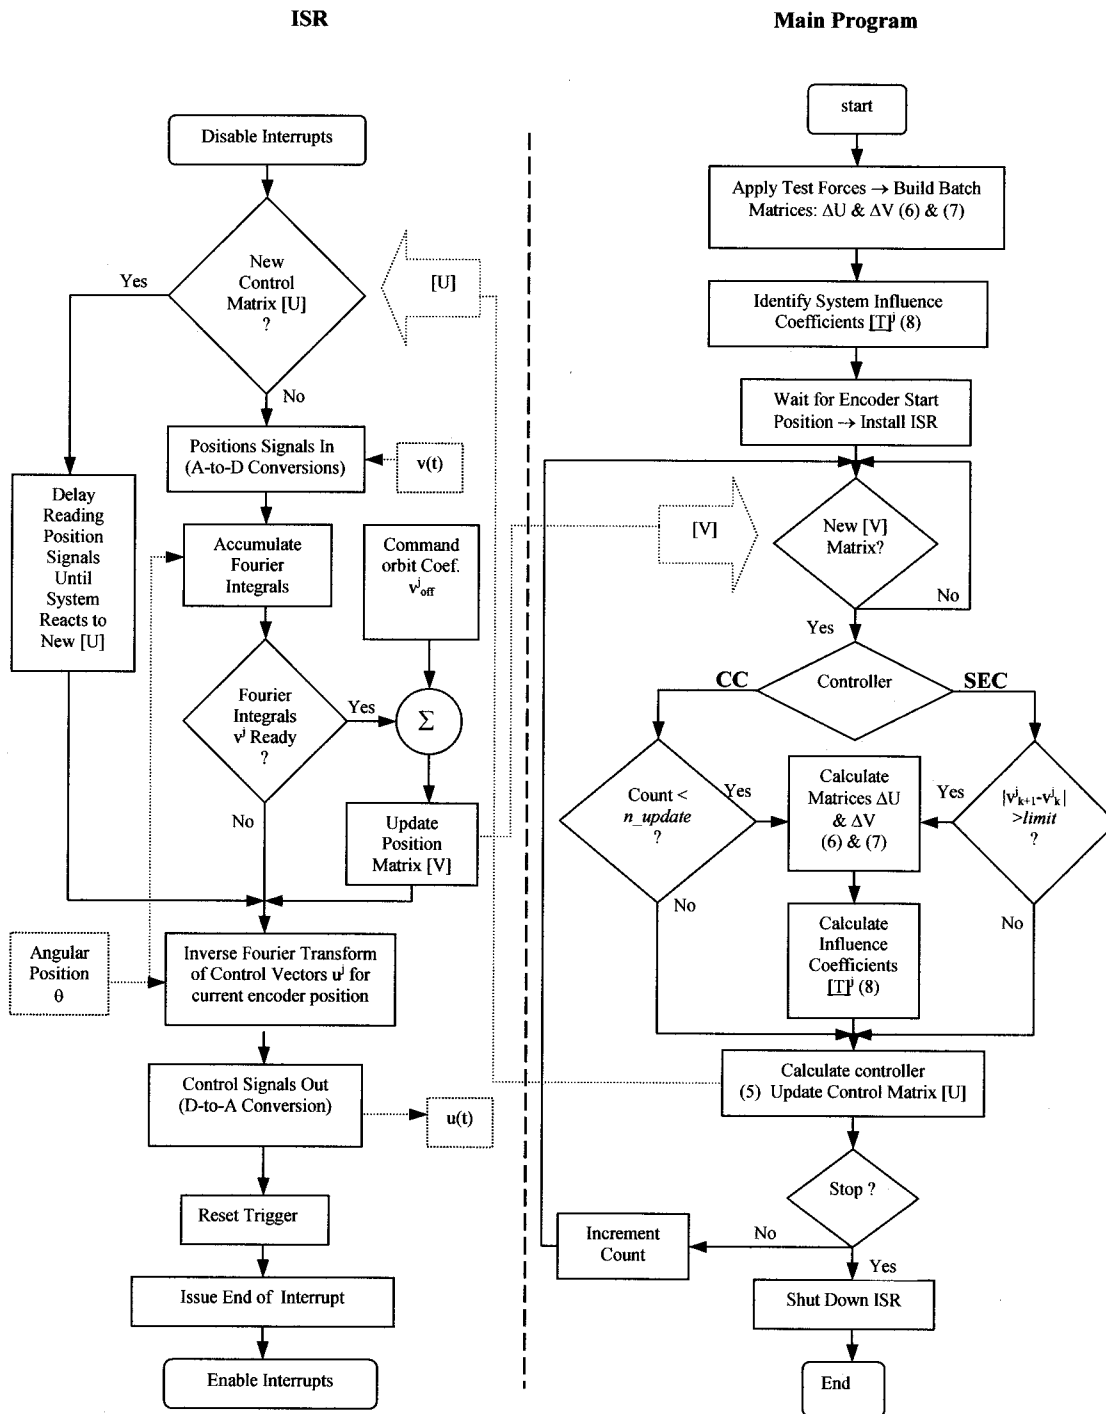 ISR
Disable Interrupts
New
Control
Matrix [U]
?
Yes
No
[U]
Positions Signals In
(A-to-D Conversions)
v(t)
Delay
Reading
Position
Signals
Until
System
Reacts to
New [U]
Accumulate
Fourier
Integrals
Command
orbit Coef.
v^j_off
Fourier
Integrals
v^j Ready
?
Yes
Σ
No
Update
Position
Matrix [V]
Angular
Position
θ
Inverse Fourier Transform
of Control Vectors u^j for
current encoder position
Control Signals Out
(D-to-A Conversion)
u(t)
Reset Trigger
Issue End of Interrupt
Enable Interrupts
Main Program
start
Apply Test Forces → Build Batch
Matrices: ΔU & ΔV (6) & (7)
Identify System Influence
Coefficients [T]^j (8)
Wait for Encoder Start
Position → Install ISR
[V]
New [V]
Matrix?
No
Yes
CC
Controller
SEC
Count <
n_update
?
Yes
Calculate
Matrices ΔU
& ΔV
(6) & (7)
Yes
|v^j_k+1-v^j_k|
>limit
?
No
No
Calculate
Influence
Coefficients
[T]^j (8)
Calculate controller
(5) Update Control Matrix [U]
Stop ?
No
Increment
Count
Yes
Shut Down ISR
End